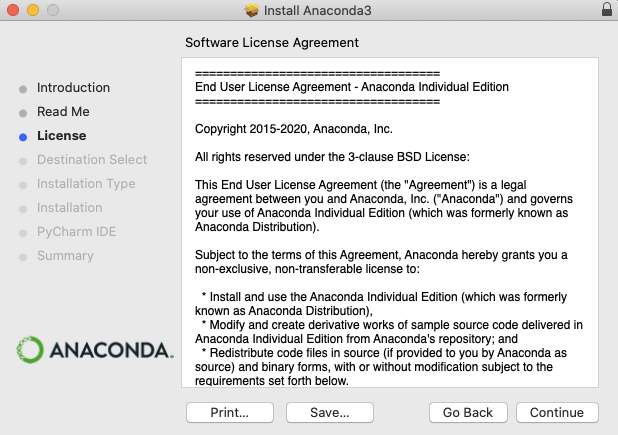 Install Anaconda3
Software License Agreement
Introduction
Read Me
License
Destination Select
Installation Type
Installation
PyCharm IDE
Summary
ANACONDA.
===================================
End User License Agreement - Anaconda Individual Edition
===================================
Copyright 2015-2020, Anaconda, Inc.
All rights reserved under the 3-clause BSD License:
This End User License Agreement (the "Agreement") is a legal
agreement between you and Anaconda, Inc. ("Anaconda") and governs
your use of Anaconda Individual Edition (which was formerly known as
Anaconda Distribution).
Subject to the terms of this Agreement, Anaconda hereby grants you a
non-exclusive, non-transferable license to:
* Install and use the Anaconda Individual Edition (which was formerly
known as Anaconda Distribution),
* Modify and create derivative works of sample source code delivered in
Anaconda Individual Edition from Anaconda's repository; and
* Redistribute code files in source (if provided to you by Anaconda as
source) and binary forms, with or without modification subject to the
requirements set forth below.
Print...
Save...
Go Back
Continue